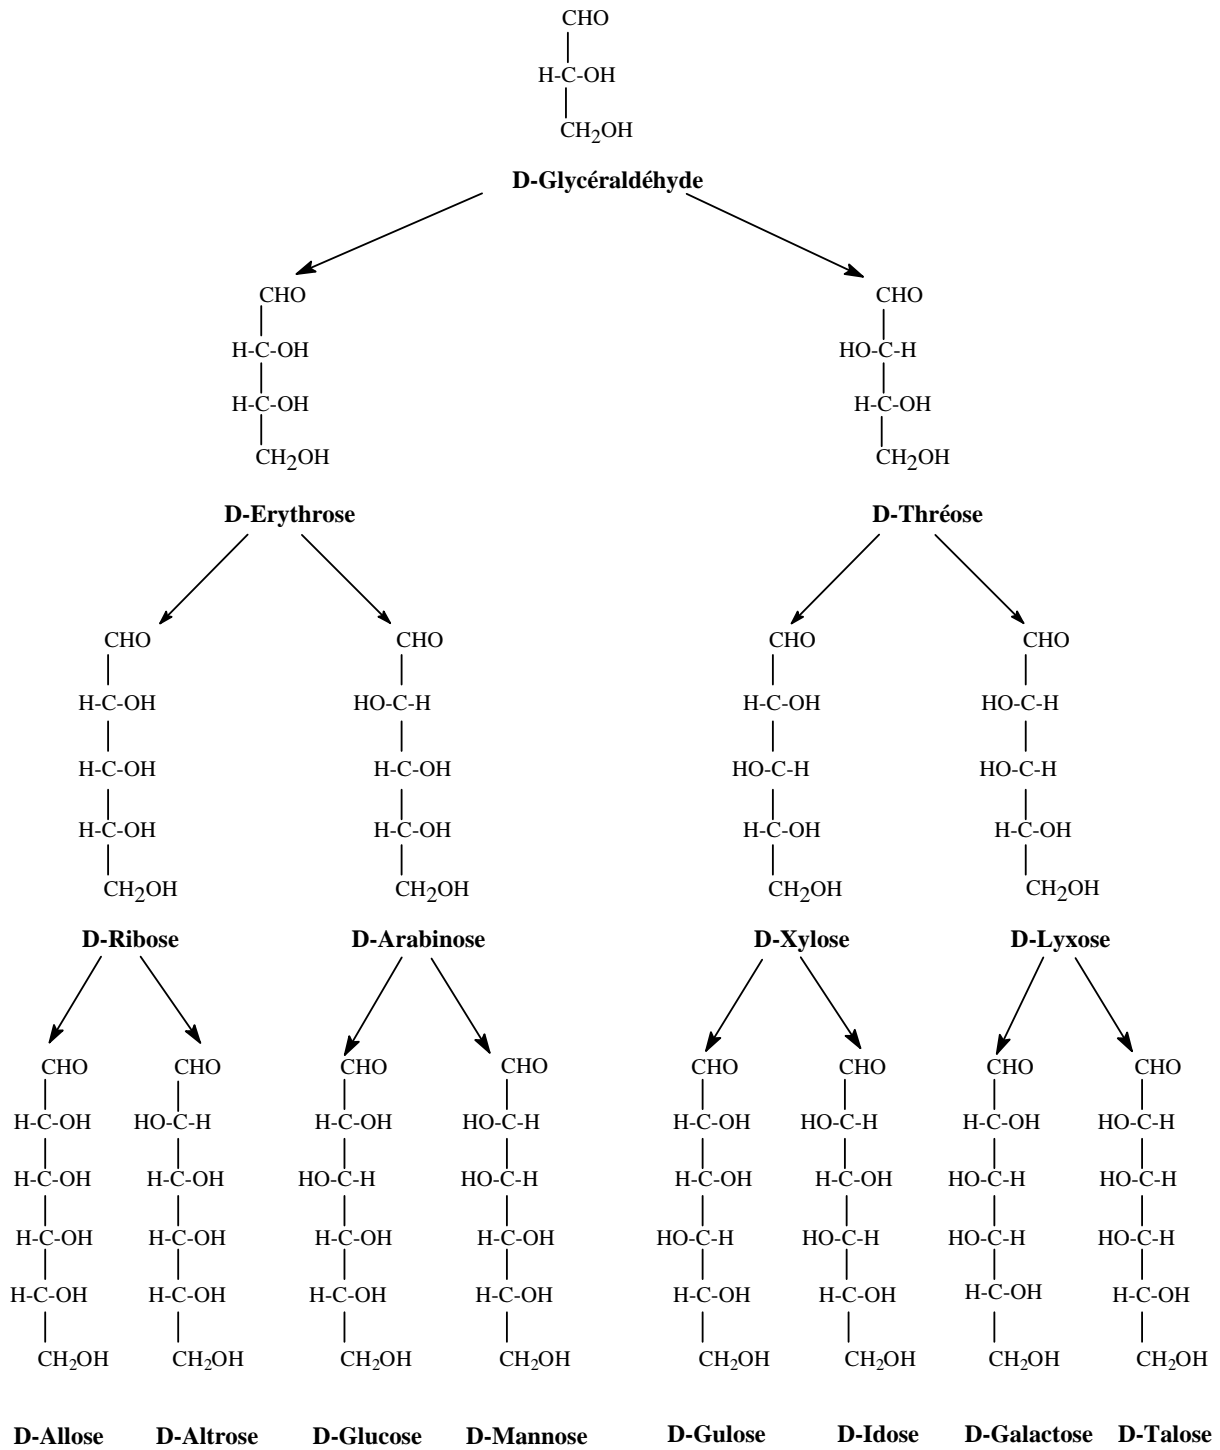 CHO
H-C-OH
CH2OH
D-Glycéraldéhyde
CHO CHO
H-C-OH HO-C-H
H-C-OH H-C-OH
CH2OH CH2OH
D-Erythrose D-Thréose
CHO CHO CHO CHO
H-C-OH HO-C-H H-C-OH HO-C-H
H-C-OH H-C-OH HO-C-H HO-C-H
H-C-OH H-C-OH H-C-OH H-C-OH
CH2OH CH2OH CH2OH CH2OH
D-Ribose D-Arabinose D-Xylose D-Lyxose
CHO CHO CHO CHO CHO CHO CHO CHO
H-C-OH HO-C-H H-C-OH HO-C-H H-C-OH HO-C-H H-C-OH HO-C-H
H-C-OH H-C-OH HO-C-H HO-C-H H-C-OH H-C-OH HO-C-H HO-C-H
H-C-OH H-C-OH H-C-OH H-C-OH HO-C-H HO-C-H HO-C-H HO-C-H
H-C-OH H-C-OH H-C-OH H-C-OH H-C-OH H-C-OH H-C-OH H-C-OH
CH2OH CH2OH CH2OH CH2OH CH2OH CH2OH CH2OH CH2OH
D-Allose D-Altrose D-Glucose D-Mannose D-Gulose D-Idose D-Galactose D-Talose